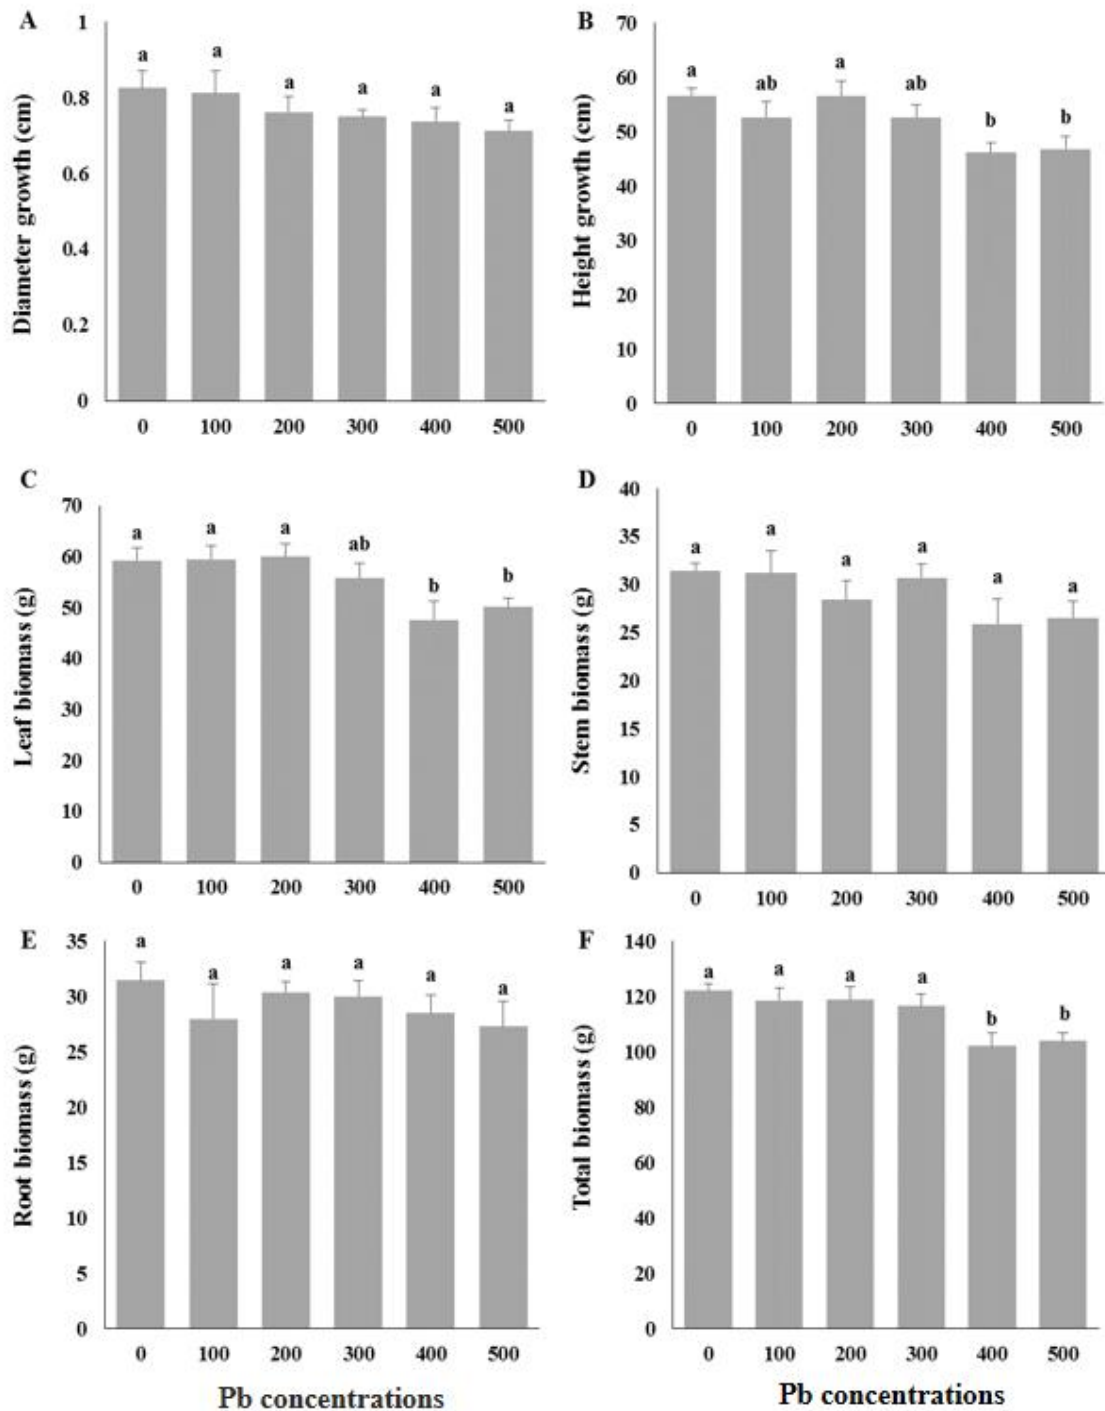 A
Diameter growth (cm)
1
0.8
0.6
0.4
0.2
0
a a a a a a
0 100 200 300 400 500
B
Height growth (cm)
70
60
50
40
30
20
10
0
a ab a ab b b
0 100 200 300 400 500
C
Leaf biomass (g)
70
60
50
40
30
20
10
0
a a a ab b b
0 100 200 300 400 500
D
Stem biomass (g)
40
35
30
25
20
15
10
5
0
a a a a a a
0 100 200 300 400 500
E
Root biomass (g)
35
30
25
20
15
10
5
0
a a a a a a
0 100 200 300 400 500
Pb concentrations
F
Total biomass (g)
140
120
100
80
60
40
20
0
a a a a b b
0 100 200 300 400 500
Pb concentrations